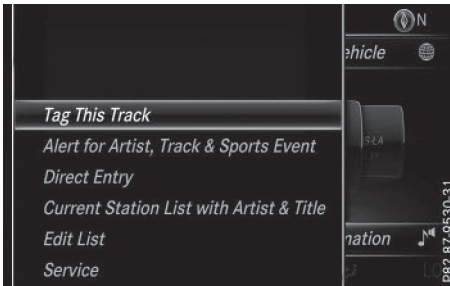 N
ehicle
Tag This Track
Alert for Artist, Track & Sports Event
Direct Entry
Current Station List with Artist & Title
Edit List
mation
Service
P82.87-9530-31